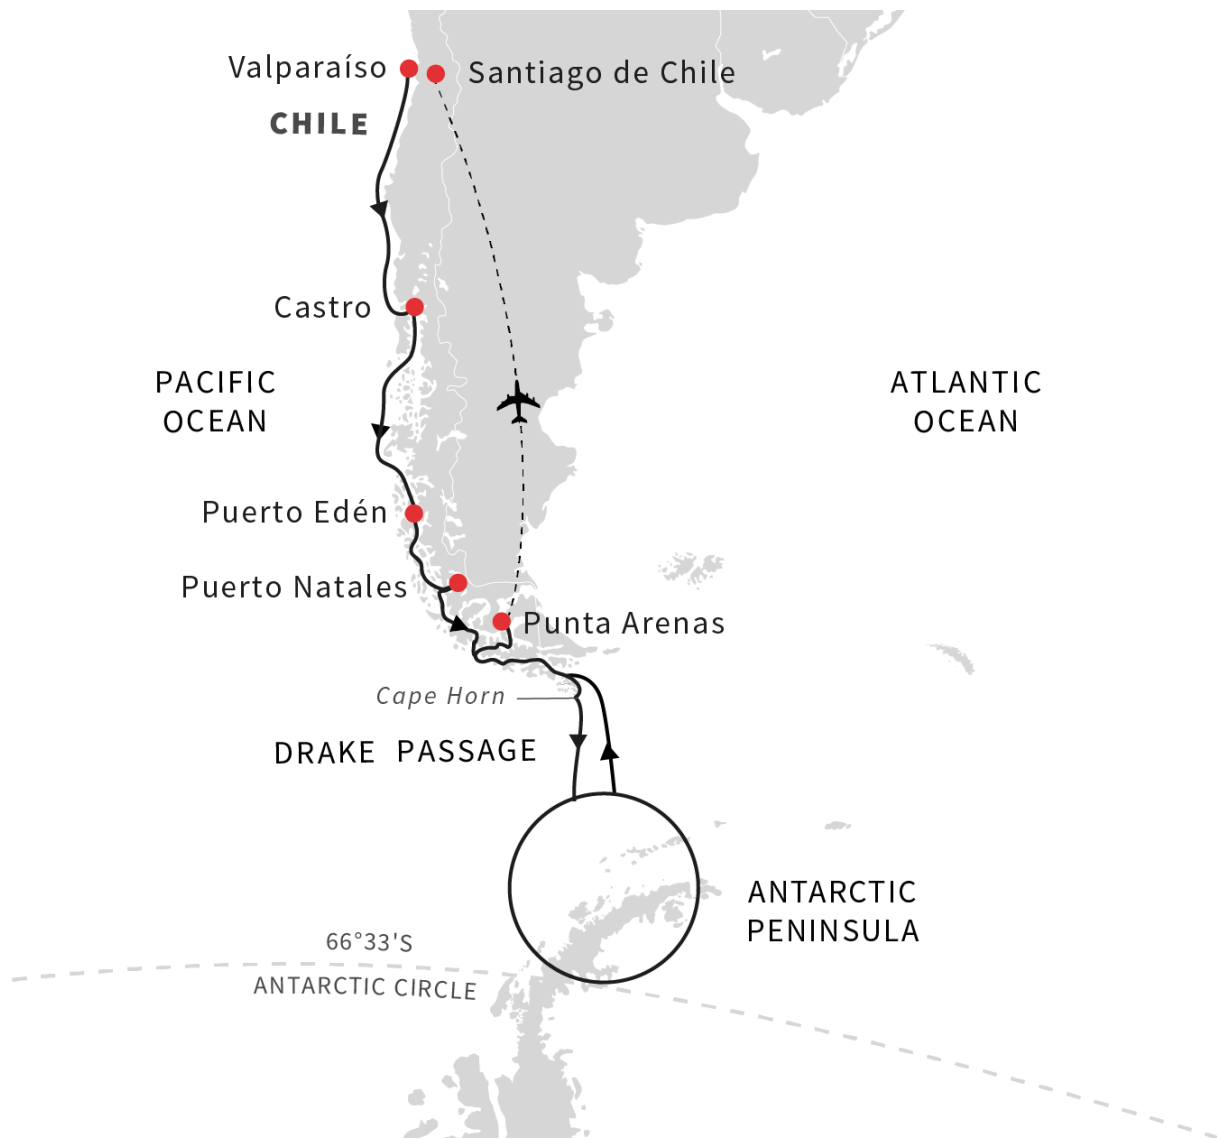 Valparaíso
Santiago de Chile
CHILE
Castro
PACIFIC
OCEAN
ATLANTIC
OCEAN
Puerto Edén
Puerto Natales
Punta Arenas
Cape Horn
DRAKE PASSAGE
ANTARCTIC
PENINSULA
66°33'S
ANTARCTIC CIRCLE